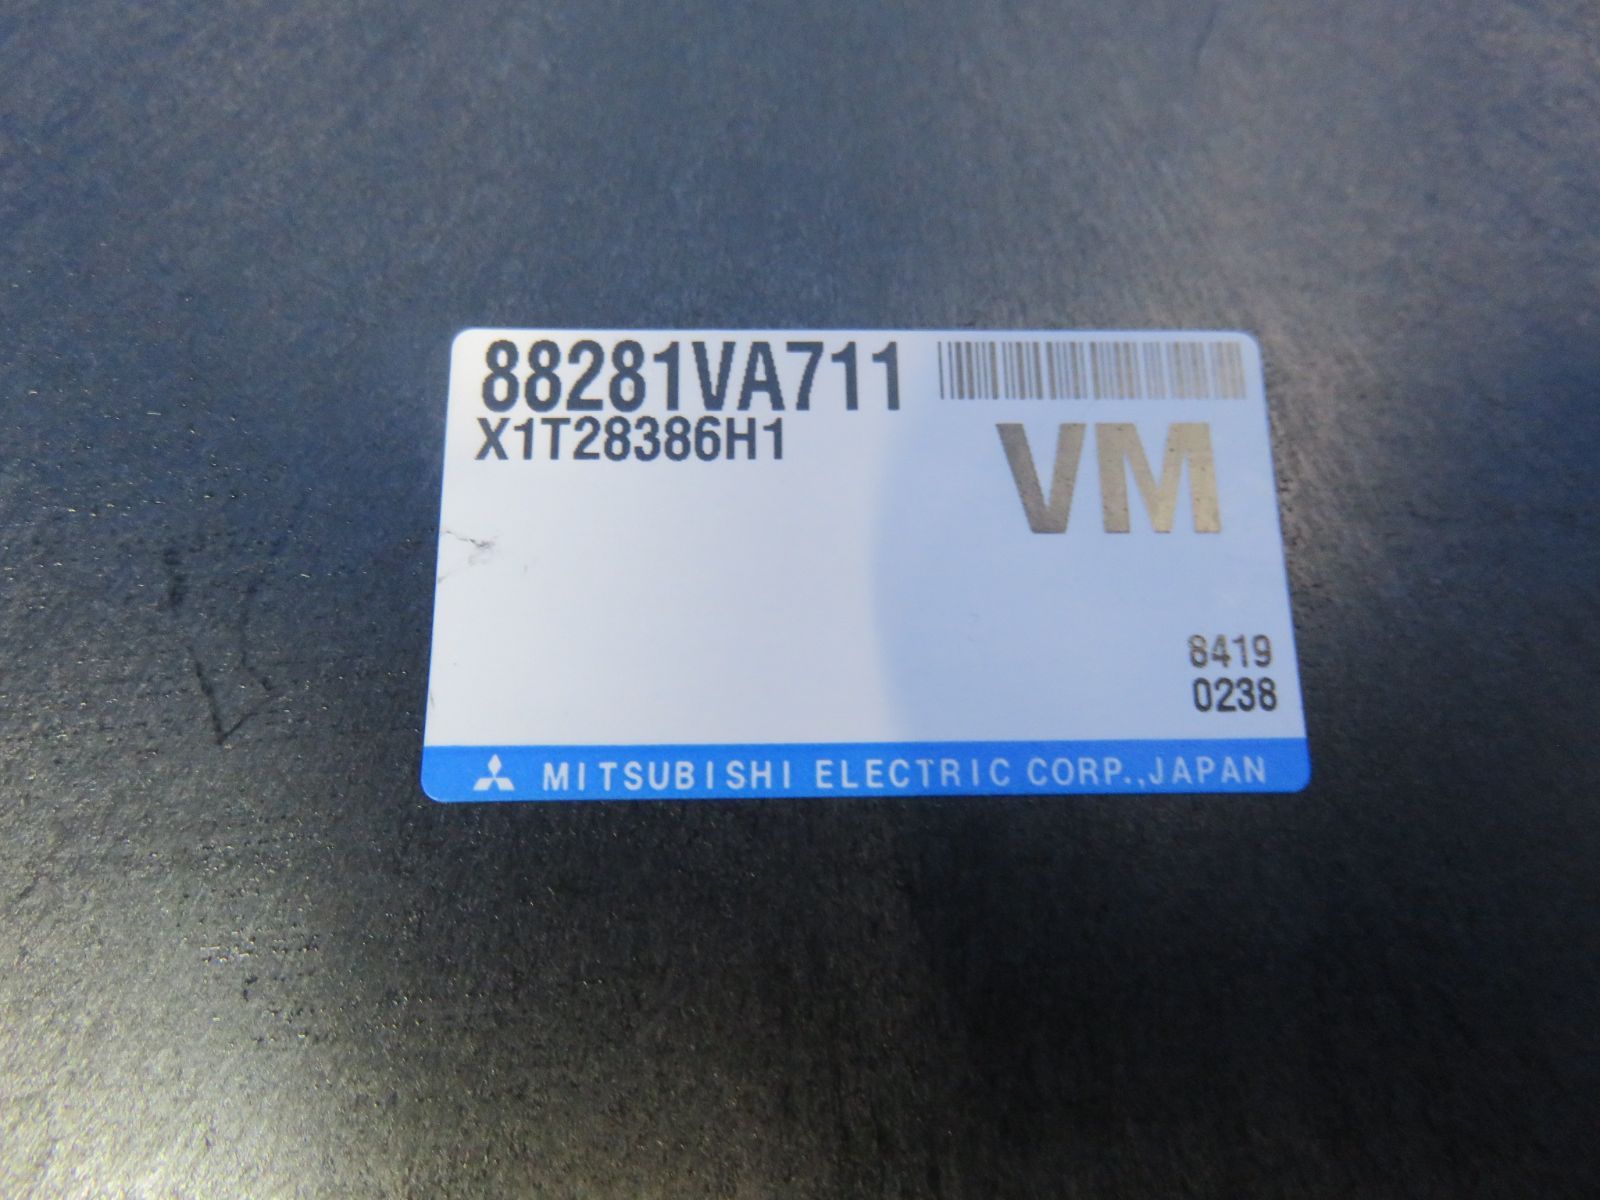 88281VA711
X1T28386H1
VM
8419
0238
MITSUBISHI ELECTRIC CORP.,JAPAN